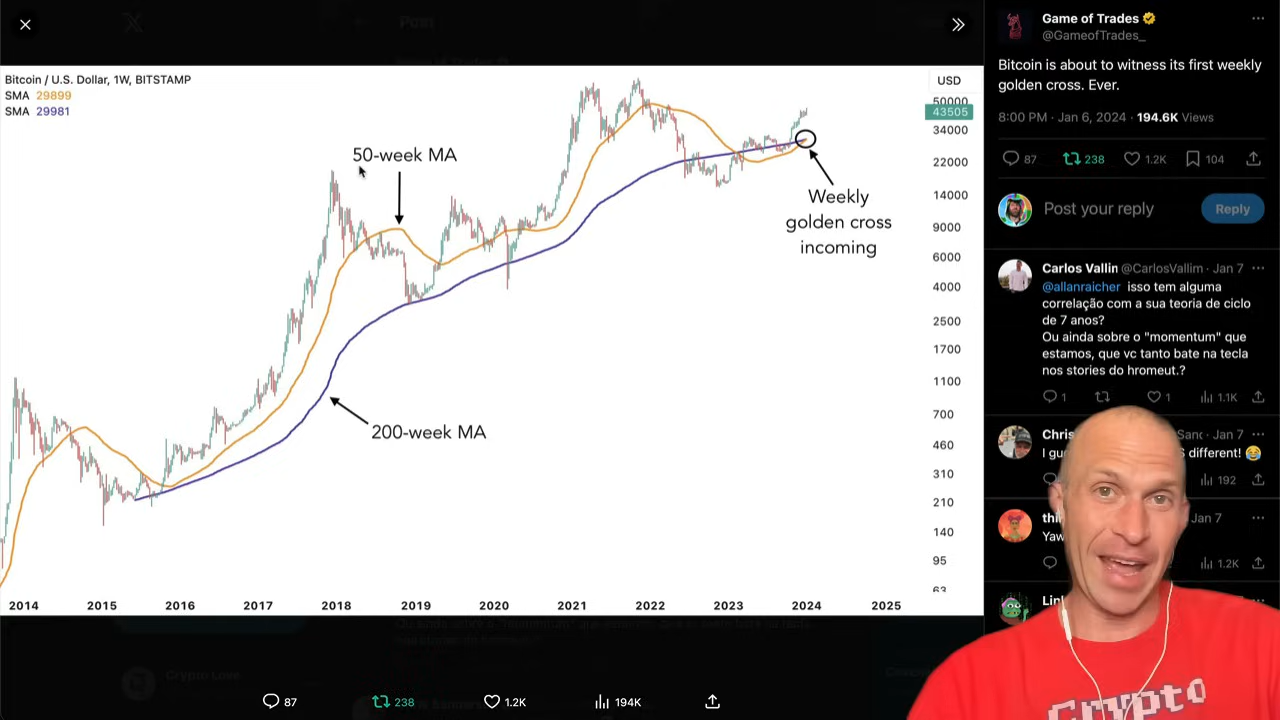 Bitcoin / U.S. Dollar, 1W, BITSTAMP
SMA 29899
SMA 29981
50-week MA
200-week MA
Weekly
golden cross
incoming
USD
50000
43505
34000
22000
14000
9000
6000
4000
2500
1700
1100
700
460
310
210
140
95
63
2014 2015 2016 2017 2018 2019 2020 2021 2022 2023 2024 2025
87 238 1.2K 194K
Game of Trades
@GameofTrades_
Bitcoin is about to witness its first weekly
golden cross. Ever.
8:00 PM · Jan 6, 2024 · 194.6K Views
87 238 1.2K 104
Post your reply Reply
Carlos Vallin @CarlosVallim · Jan 7
@allanraicher isso tem alguma
correlação com a sua teoria de ciclo
de 7 anos?
Ou ainda sobre o "momentum" que
estamos, que vc tanto bate na tecla
nos stories do hromeut.?
1 1 1.1K
Chris Jan 7
I different!
192
Jan 7
Yaw
1.2K
Crypto Love
Crypto